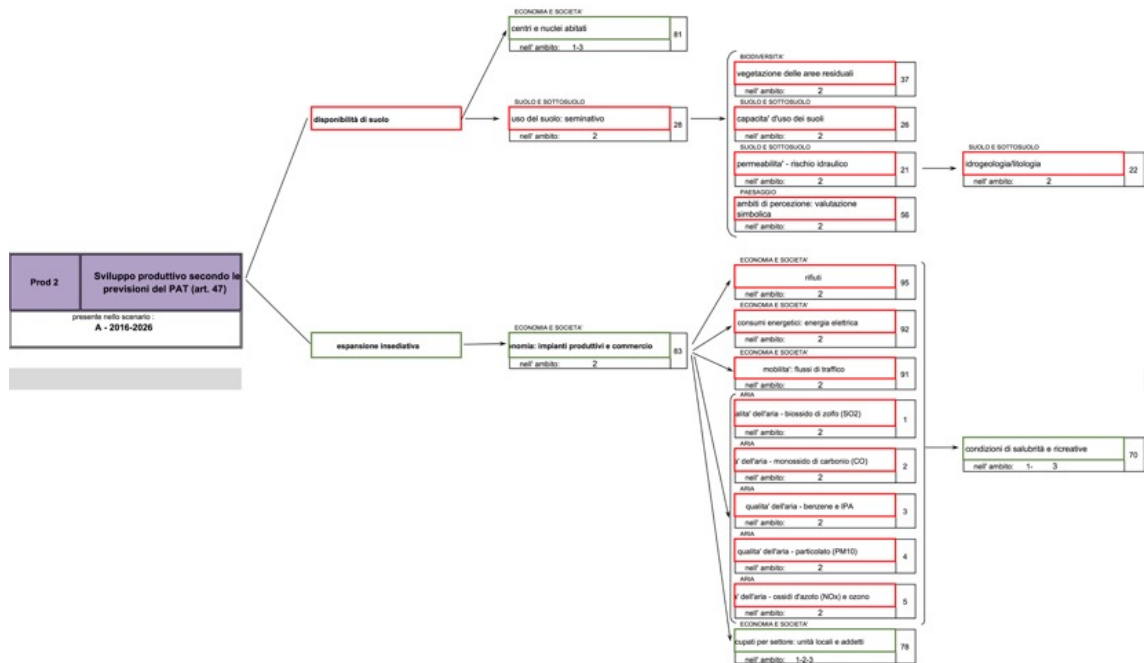 ECONOMIA E SOCIETA'
centri e nuclei abitati
81
nell' ambito: 1-3
disponibilità di suolo
SUOLO E SOTTOSUOLO
uso del suolo: seminativo
28
nell' ambito: 2
BIODIVERSITA'
vegetazione delle aree residuali
37
nell' ambito: 2
SUOLO E SOTTOSUOLO
capacita' d'uso dei suoli
26
nell' ambito: 2
SUOLO E SOTTOSUOLO
permeabilita' - rischio idraulico
21
nell' ambito: 2
SUOLO E SOTTOSUOLO
idrogeologia/litologia
22
nell' ambito: 2
PAESAGGIO
ambiti di percezione: valutazione
simbolica
56
nell' ambito: 2
Prod 2
Sviluppo produttivo secondo le
previsioni del PAT (art. 47)
presente nello scenario :
A - 2016-2026
espansione insediativa
ECONOMIA E SOCIETA'
onomia: impianti produttivi e commercio
83
nell' ambito: 2
ECONOMIA E SOCIETA'
rifiuti
95
nell' ambito: 2
ECONOMIA E SOCIETA'
consumi energetici: energia elettrica
92
nell' ambito: 2
ECONOMIA E SOCIETA'
mobilita': flussi di traffico
91
nell' ambito: 2
ARIA
alita' dell'aria - biossido di zolfo (SO2)
1
nell' ambito: 2
ARIA
a' dell'aria - monossido di carbonio (CO)
2
nell' ambito: 2
ARIA
qualita' dell'aria - benzene e IPA
3
nell' ambito: 2
ARIA
qualita' dell'aria - particolato (PM10)
4
nell' ambito: 2
ARIA
a' dell'aria - ossidi d'azoto (NOx) e ozono
5
nell' ambito: 2
ECONOMIA E SOCIETA'
cupati per settore: unità locali e addetti
78
nell' ambito: 1-2-3
condizioni di salubrità e ricreative
70
nell' ambito: 1- 3